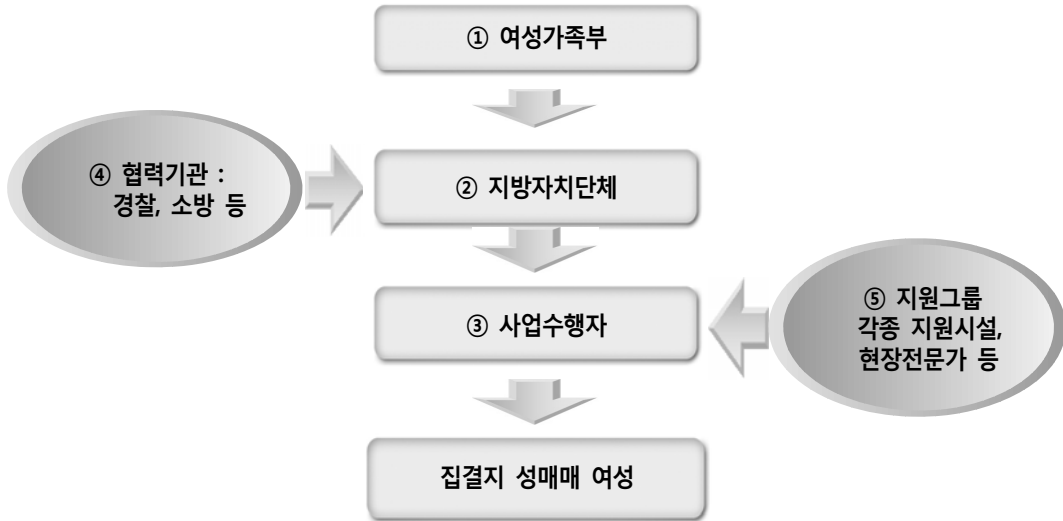 ① 여성가족부
④ 협력기관 :
경찰, 소방 등
② 지방자치단체
③ 사업수행자
⑤ 지원그룹
각종 지원시설,
현장전문가 등
집결지 성매매 여성